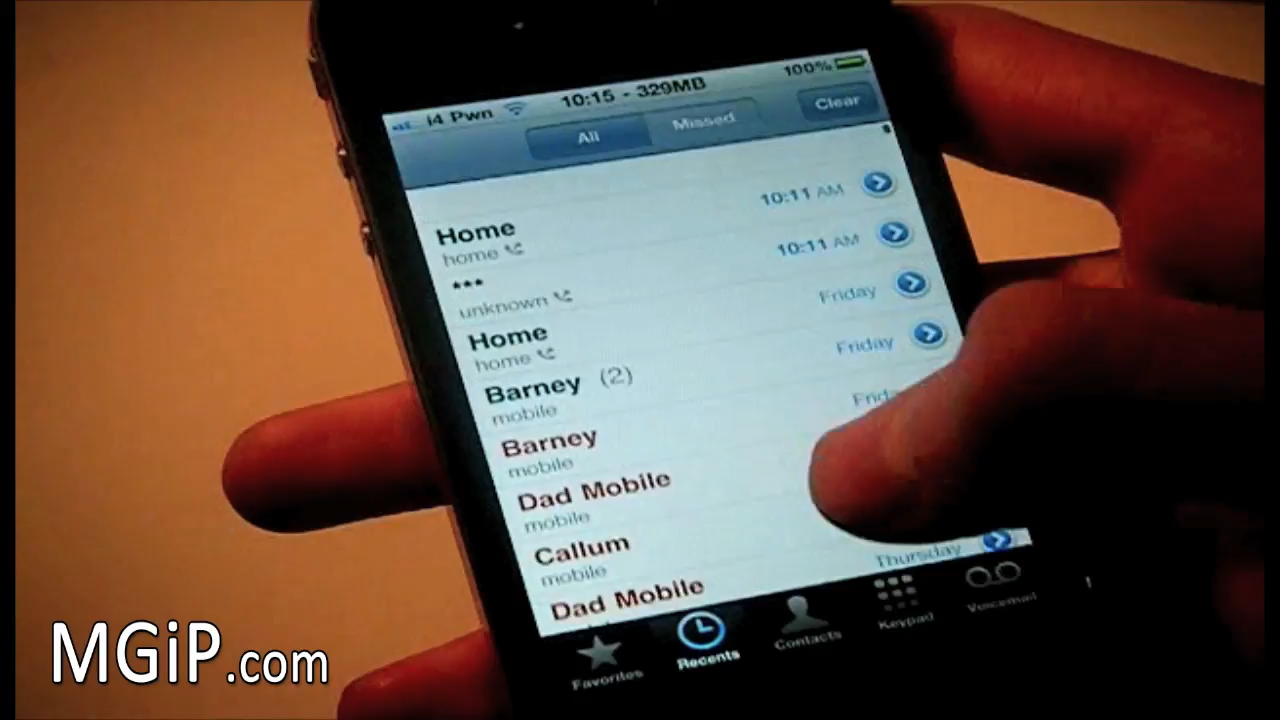 i4 Pwn 10:15 - 329MB 100%
All Missed Clear
Home 10:11 AM
home
*** 10:11 AM
unknown
Home Friday
home
Barney (2) Friday
mobile
Barney
mobile
Dad Mobile
mobile
Callum
mobile
Thursday
Dad Mobile
Favorites Recents Contacts Keypad Voicemail
MGiP.com